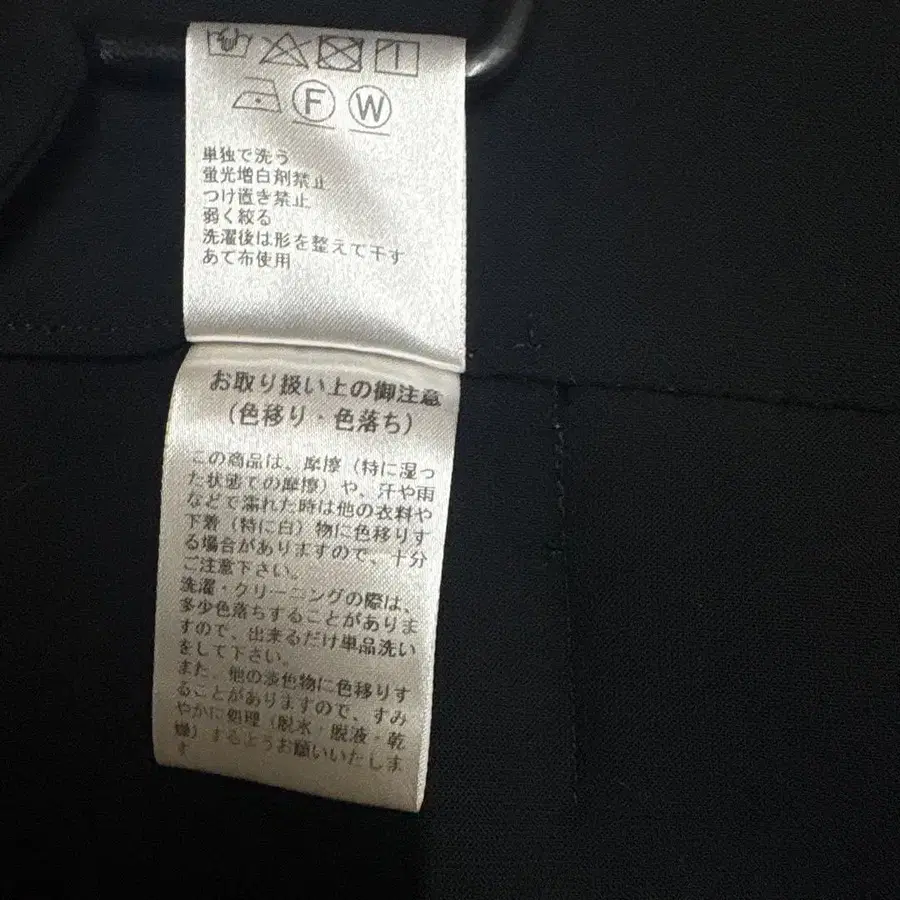 F W
単独で洗う
蛍光増白剤禁止
つけ置き禁止
弱く絞る
洗濯後は形を整えて干す
あて布使用
お取り扱い上の御注意
(色移り・色落ち)
この商品は、摩擦(特に湿っ
た状態での摩擦)や、汗や雨
などで濡れた時は他の衣料や
下着(特に白)物に色移りす
る場合がありますので、十分
ご注意下さい。
洗濯・クリーニングの際は、
多少色落ちすることがありま
すので、出来るだけ単品洗い
をして下さい。
また、他の淡色物に色移りす
ることがありますので、すみ
やかに処理(脱水・脱液・乾
燥)するようお願いいたしま
す